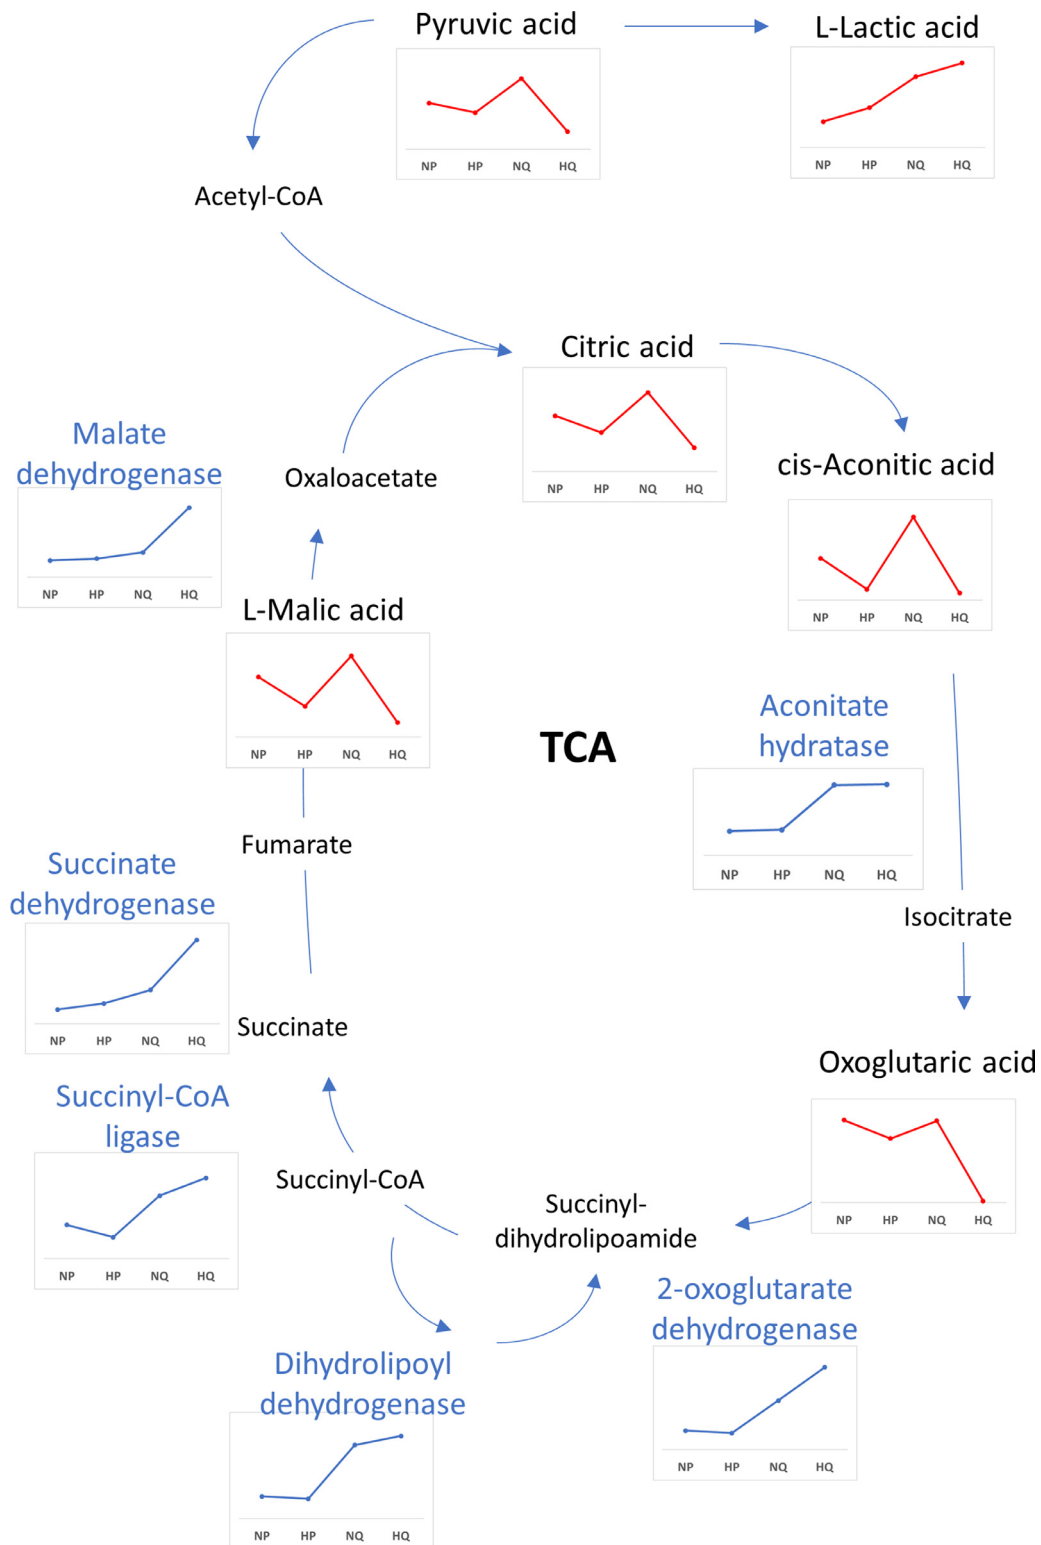 Pyruvic acid
L-Lactic acid
NP HP NQ HQ
NP HP NQ HQ
Acetyl-CoA
Citric acid
NP HP NQ HQ
Malate
dehydrogenase
NP HP NQ HQ
Oxaloacetate
cis-Aconitic acid
NP HP NQ HQ
L-Malic acid
NP HP NQ HQ
TCA
Aconitate
hydratase
NP HP NQ HQ
Fumarate
Succinate
dehydrogenase
NP HP NQ HQ
Isocitrate
Succinate
Oxoglutaric acid
NP HP NQ HQ
Succinyl-CoA
ligase
NP HP NQ HQ
Succinyl-CoA
Succinyl-
dihydrolipoamide
2-oxoglutarate
dehydrogenase
NP HP NQ HQ
Dihydrolipoyl
dehydrogenase
NP HP NQ HQ